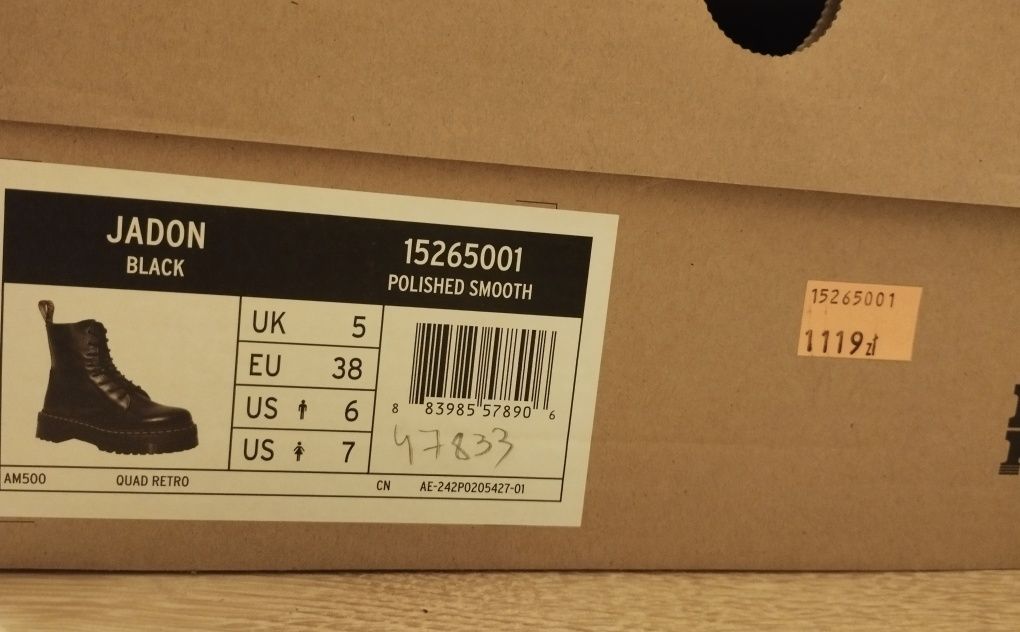 JADON
BLACK
15265001
POLISHED SMOOTH
UK 5
EU 38
US 6
US 7
8 83985 57890 6
47833
AM500 QUAD RETRO CN AE-242P0205427-01
15265001
1119zł